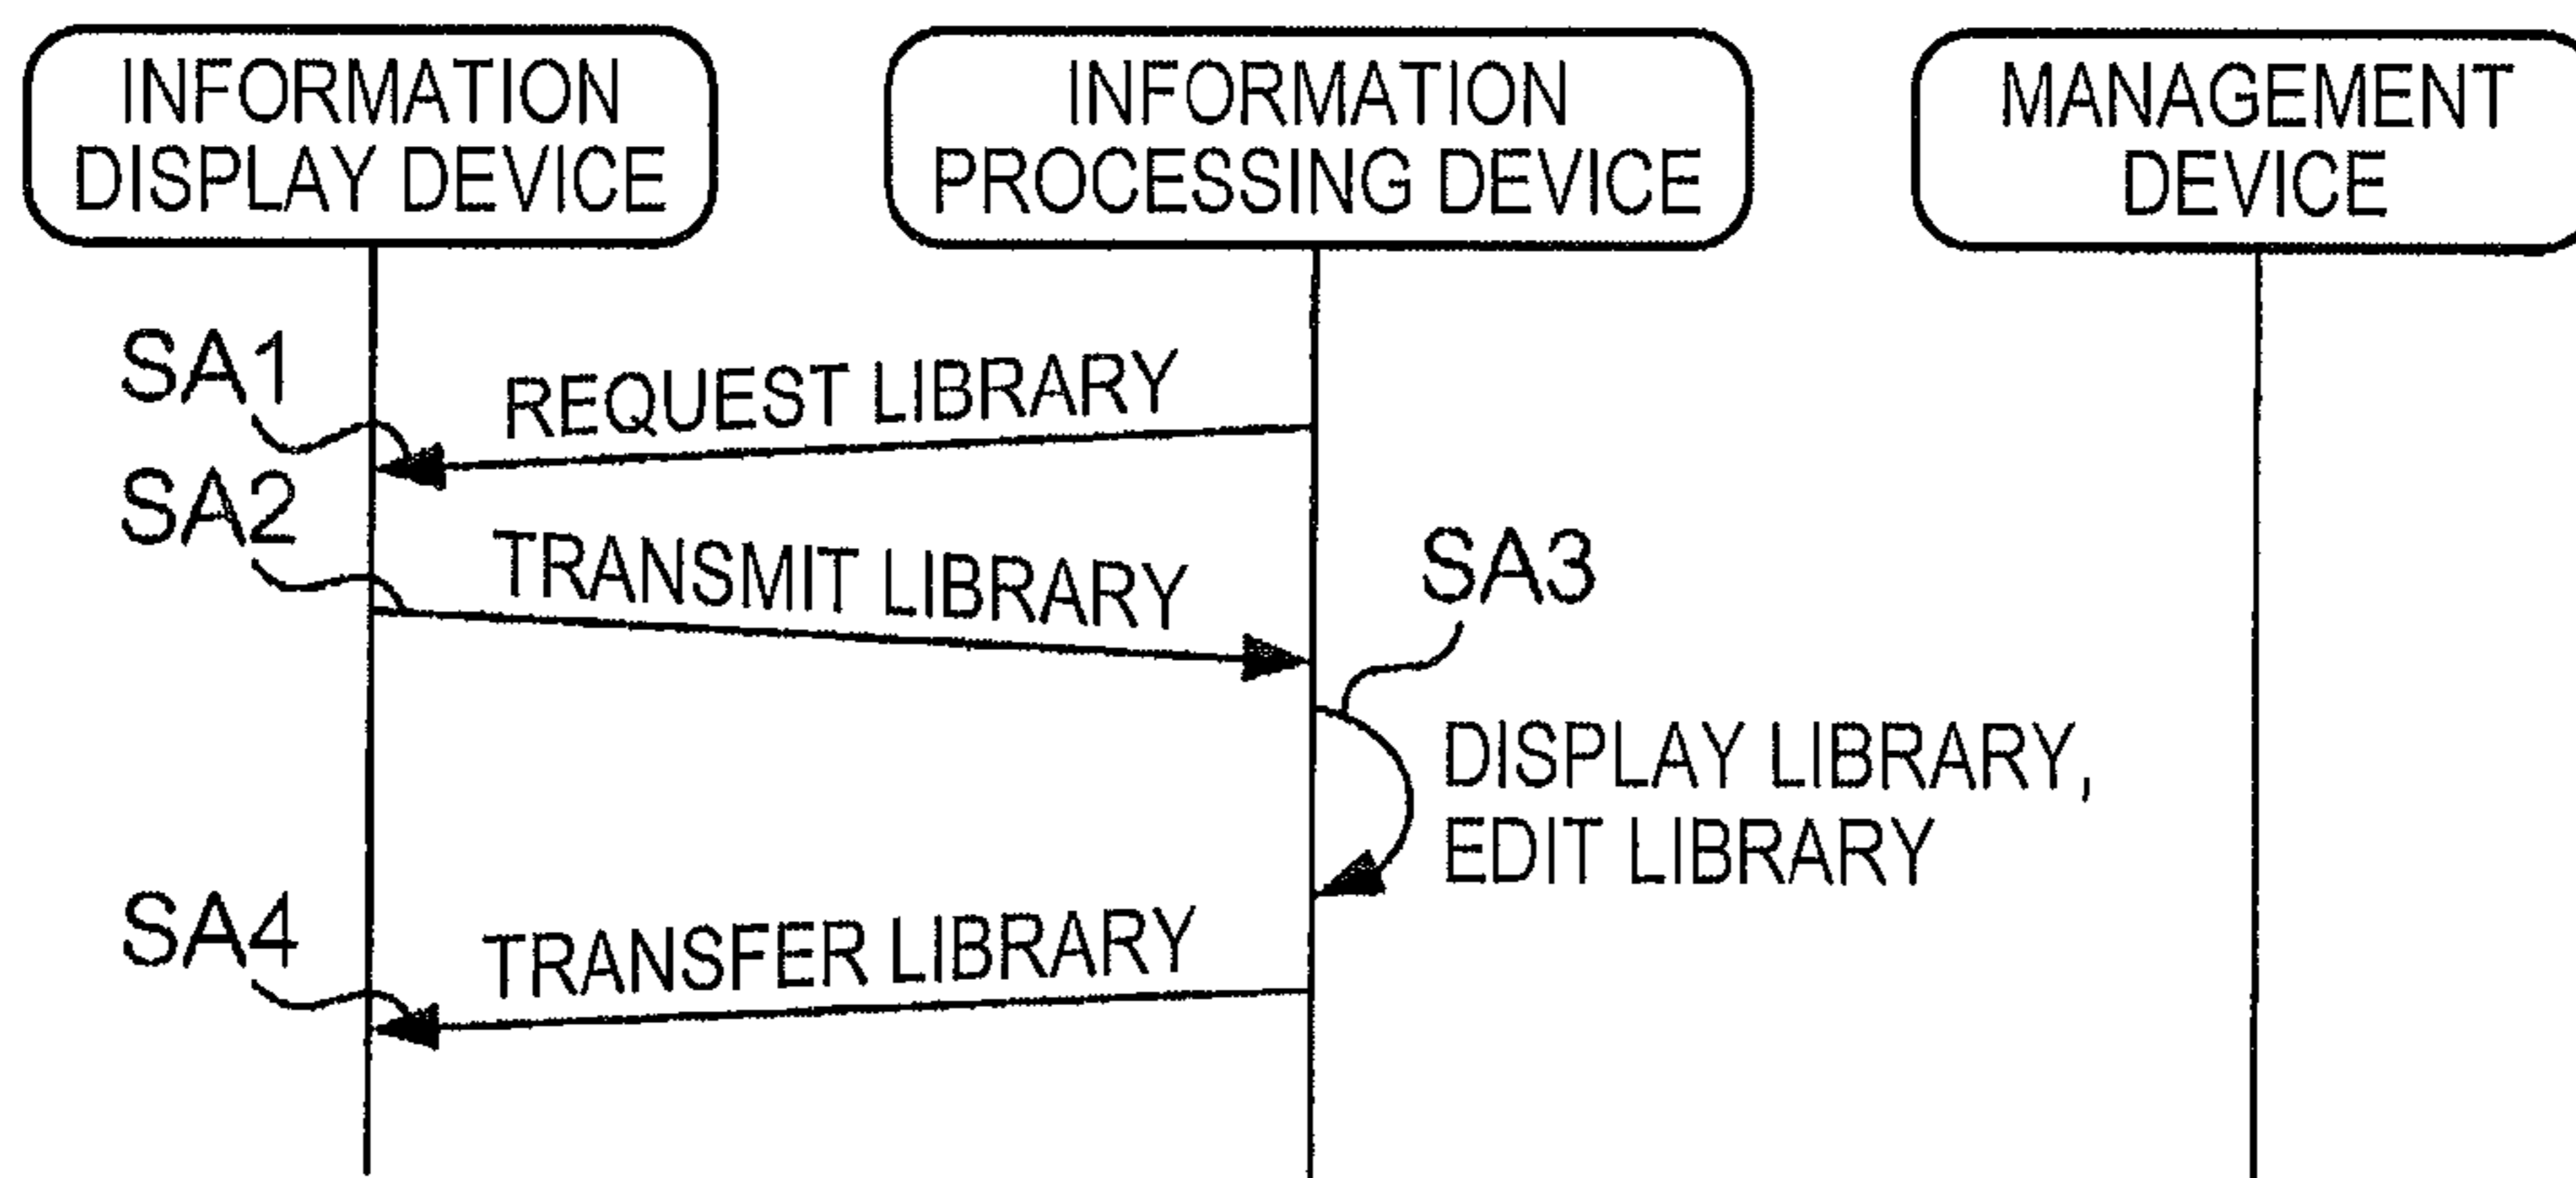 INFORMATION
DISPLAY DEVICE
INFORMATION
PROCESSING DEVICE
MANAGEMENT
DEVICE
SA1
REQUEST LIBRARY
SA2
TRANSMIT LIBRARY
SA3
DISPLAY LIBRARY,
EDIT LIBRARY
SA4
TRANSFER LIBRARY